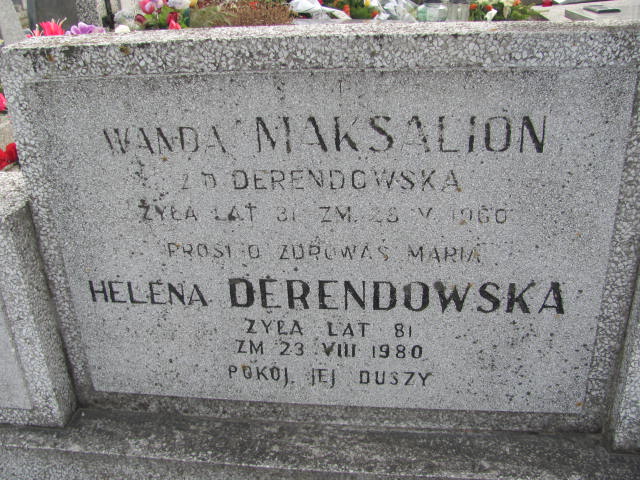 WANDA MAKSALION
Z D. DERENDOWSKA
ŻYŁA LAT 81 ZM. 28 V. 1960
PROSI O ZDROWAŚ MARIA
HELENA DERENDOWSKA
ŻYŁA LAT 81
ZM 23 VIII 1980
POKÓJ JEJ DUSZY